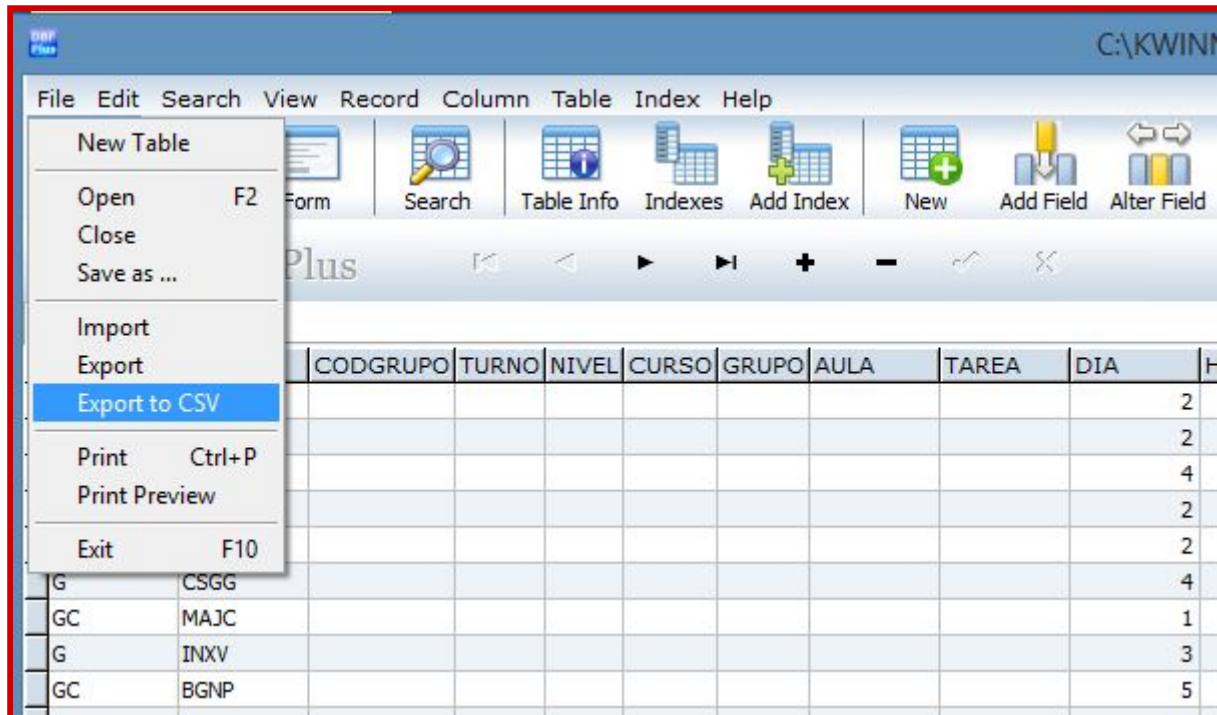 DBF
Plus
C:\KWINN
File Edit Search View Record Column Table Index Help
New Table
Open F2
Close
Save as ...
Import
Export
Export to CSV
Print Ctrl+P
Print Preview
Exit F10
Form Search Table Info Indexes Add Index New Add Field Alter Field
Plus
CODGRUPO TURNO NIVEL CURSO GRUPO AULA TAREA DIA H
2
2
4
2
2
G CSGG 4
GC MAJC 1
G INXV 3
GC BGNP 5